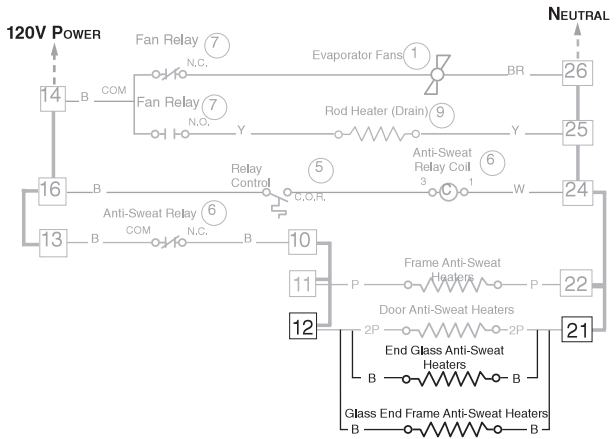 NEUTRAL
120V POWER
Fan Relay 7
N.C.
Evaporator Fans 1
BR
26
14
B
COM
Fan Relay 7
N.O.
Y
Rod Heater (Drain) 9
Y
25
Anti-Sweat
Relay Coil 6
Relay
Control 5
16
B
C.O.R.
3
C
1
W
24
Anti-Sweat Relay 6
13
B
COM
N.C.
B
10
Frame Anti-Sweat
Heaters
11
P
P
22
Door Anti-Sweat Heaters
12
2P
2P
21
End Glass Anti-Sweat
Heaters
B
B
Glass End Frame Anti-Sweat Heaters
B
B